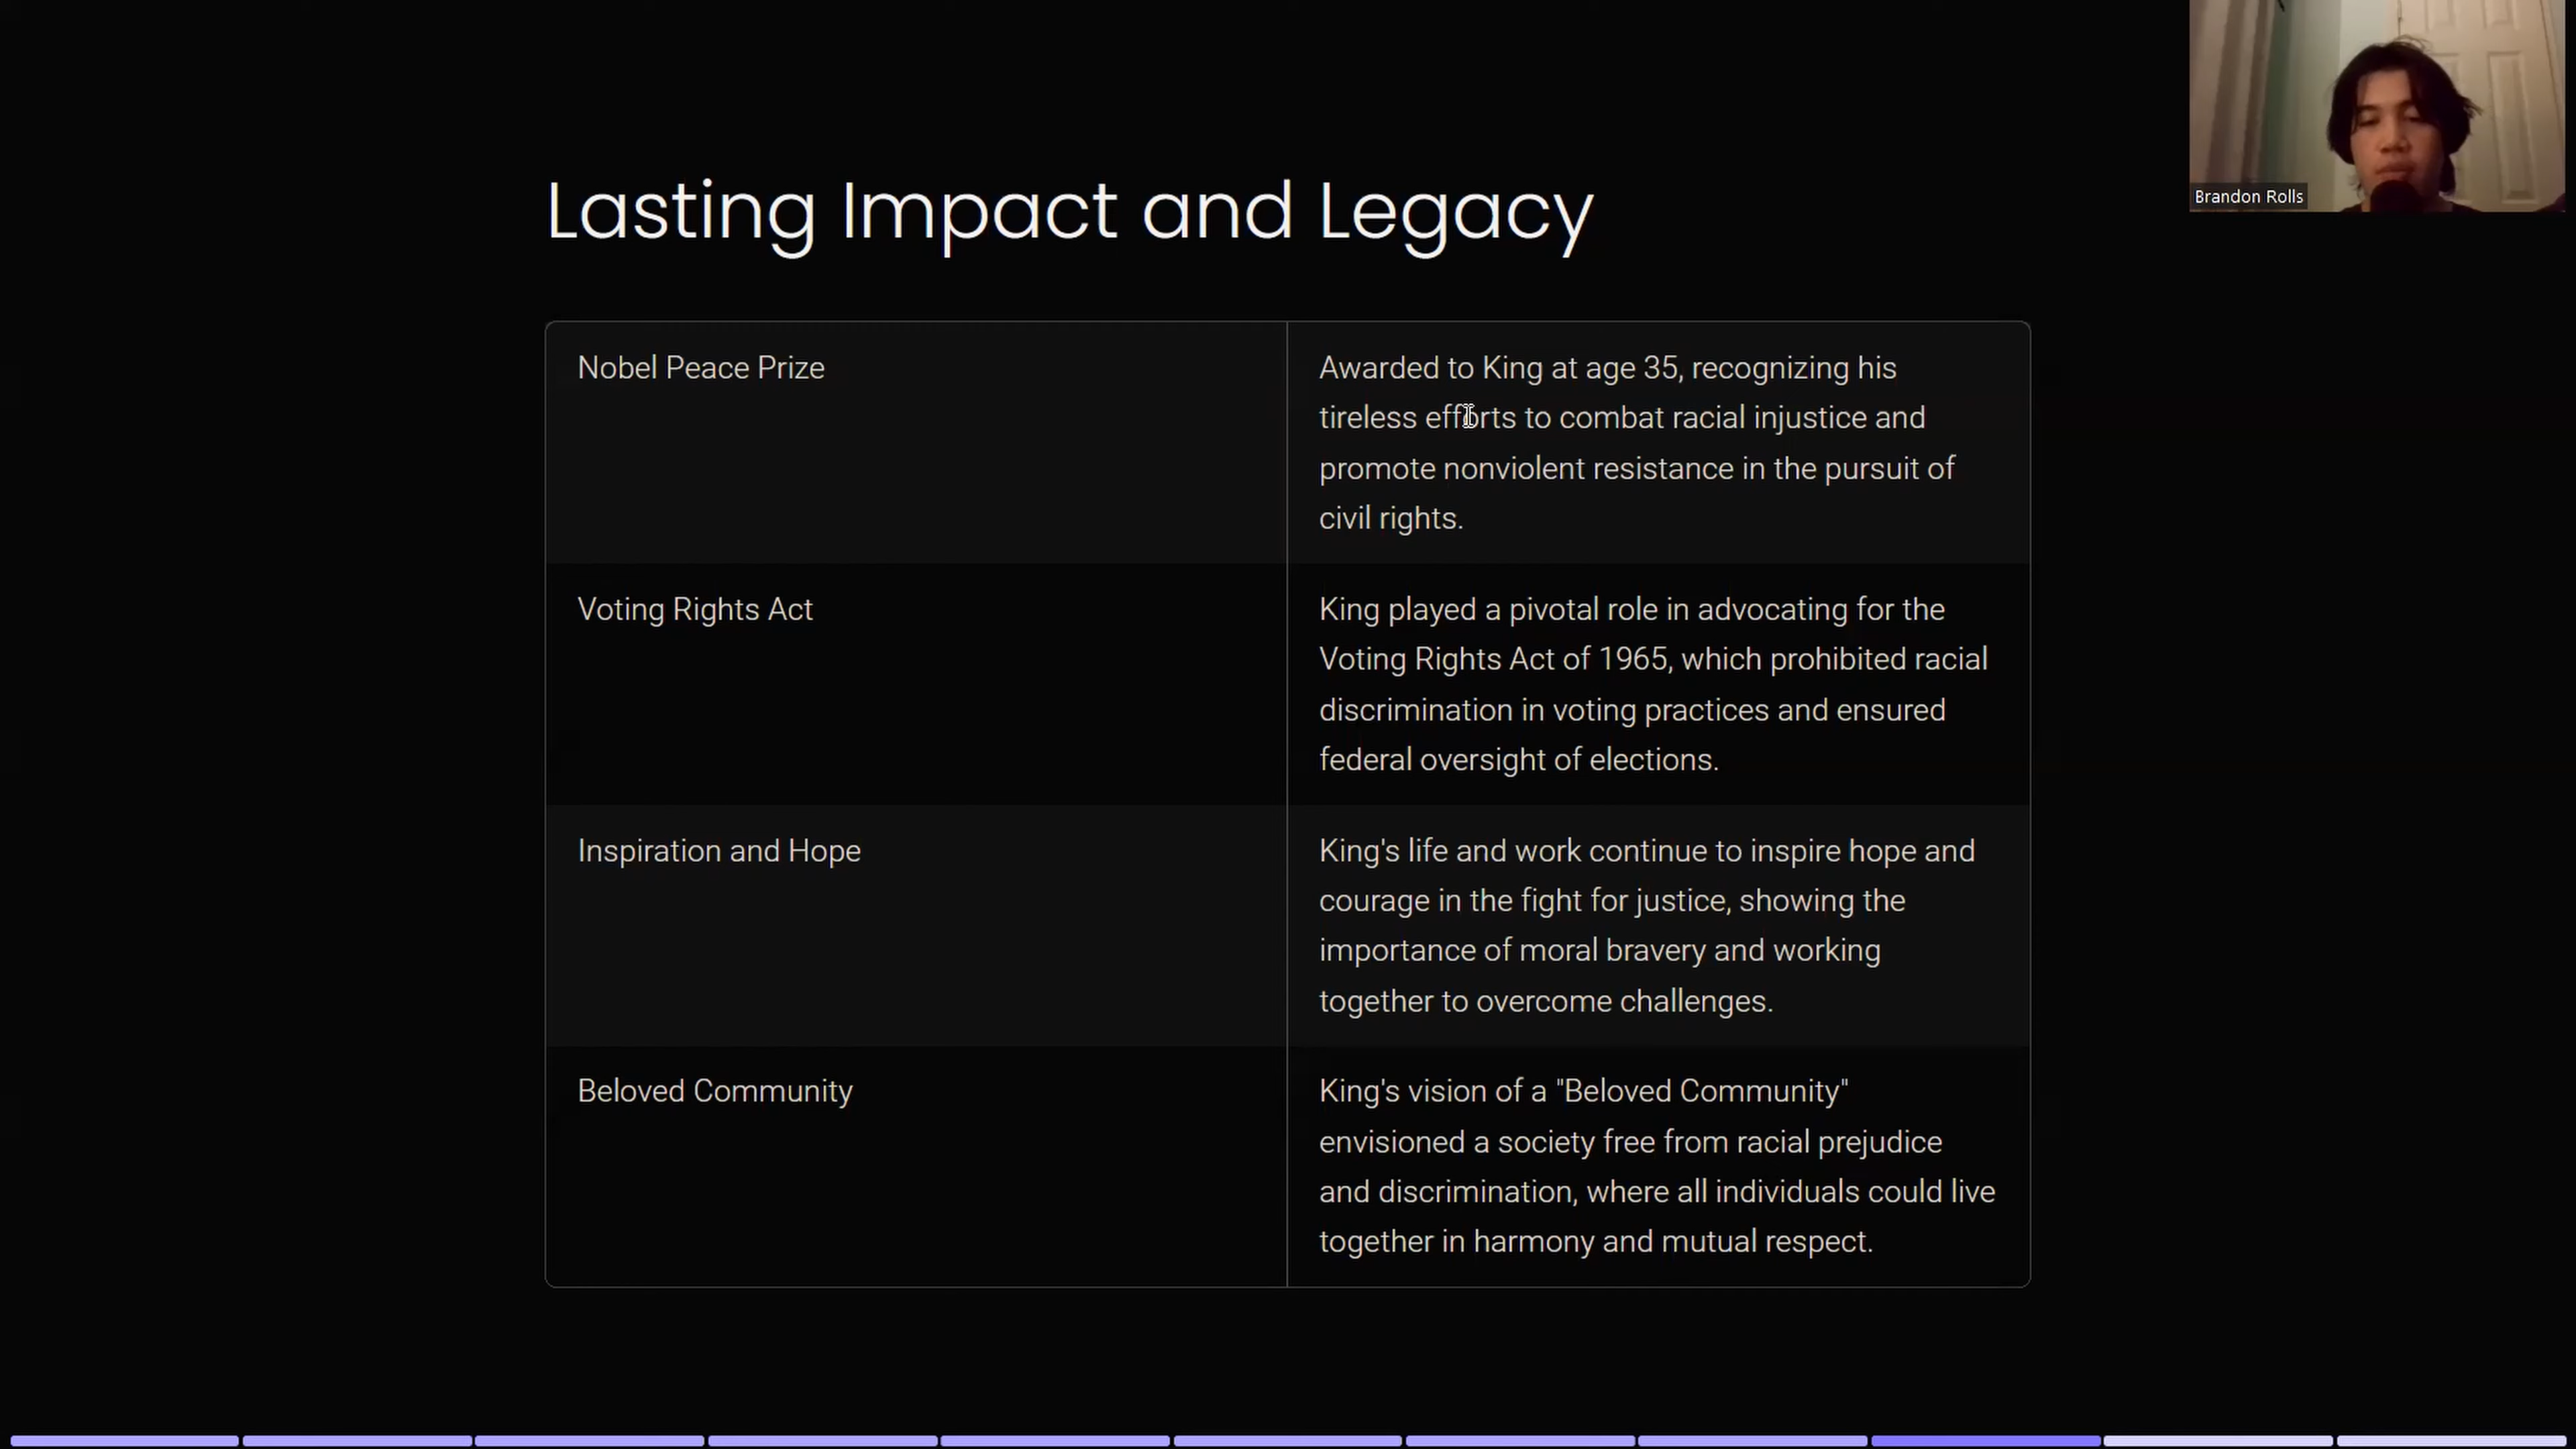 Lasting Impact and Legacy
Brandon Rolls
Nobel Peace Prize
Awarded to King at age 35, recognizing his
tireless efforts to combat racial injustice and
promote nonviolent resistance in the pursuit of
civil rights.
Voting Rights Act
King played a pivotal role in advocating for the
Voting Rights Act of 1965, which prohibited racial
discrimination in voting practices and ensured
federal oversight of elections.
Inspiration and Hope
King's life and work continue to inspire hope and
courage in the fight for justice, showing the
importance of moral bravery and working
together to overcome challenges.
Beloved Community
King's vision of a "Beloved Community"
envisioned a society free from racial prejudice
and discrimination, where all individuals could live
together in harmony and mutual respect.